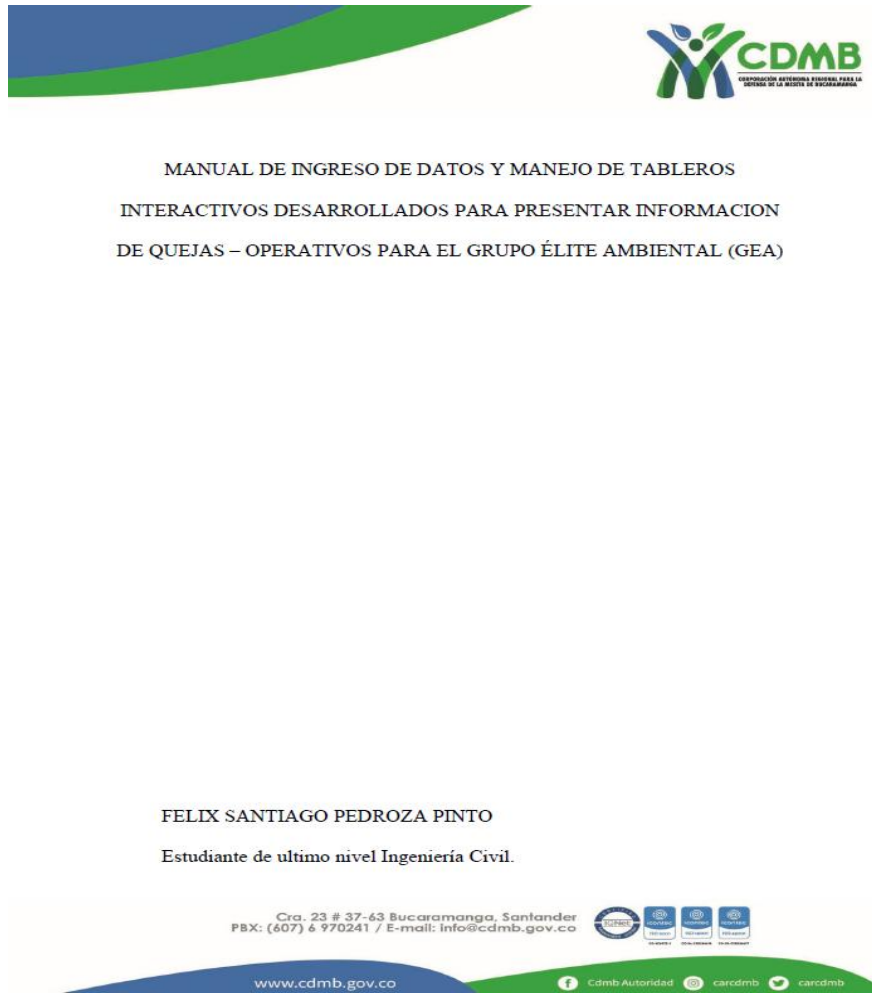 CDMB
CORPORACIÓN AUTÓNOMA REGIONAL PARA LA
DEFENSA DE LA MESETA DE BUCARAMANGA
MANUAL DE INGRESO DE DATOS Y MANEJO DE TABLEROS
INTERACTIVOS DESARROLLADOS PARA PRESENTAR INFORMACION
DE QUEJAS – OPERATIVOS PARA EL GRUPO ÉLITE AMBIENTAL (GEA)
FELIX SANTIAGO PEDROZA PINTO
Estudiante de ultimo nivel Ingeniería Civil.
Cra. 23 # 37-63 Bucaramanga, Santander
PBX: (607) 6 970241 / E-mail: info@cdmb.gov.co
www.cdmb.gov.co
Cdmb Autoridad
carcdmb
carcdmb